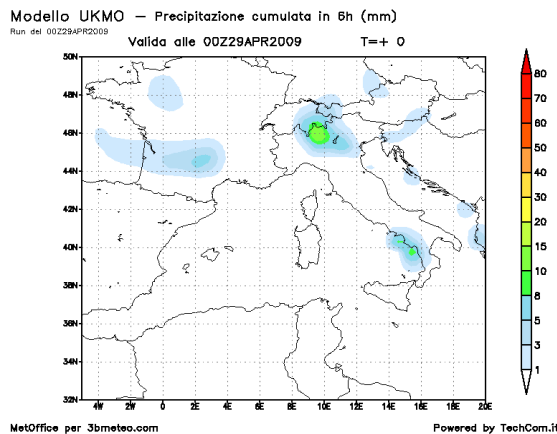 Modello UKMO — Precipitazione cumulata in 6h (mm)
Run del 00Z29APR2009
Valida alle 00Z29APR2009 T=+ 0
50N
48N
46N
44N
42N
40N
38N
36N
34N
32N
4W 2W 0 2E 4E 6E 8E 10E 12E 14E 16E 18E 20E
80
70
60
50
40
30
20
15
10
8
5
3
1
MetOffice per 3bmeteo.com
Powered by TechCom.it